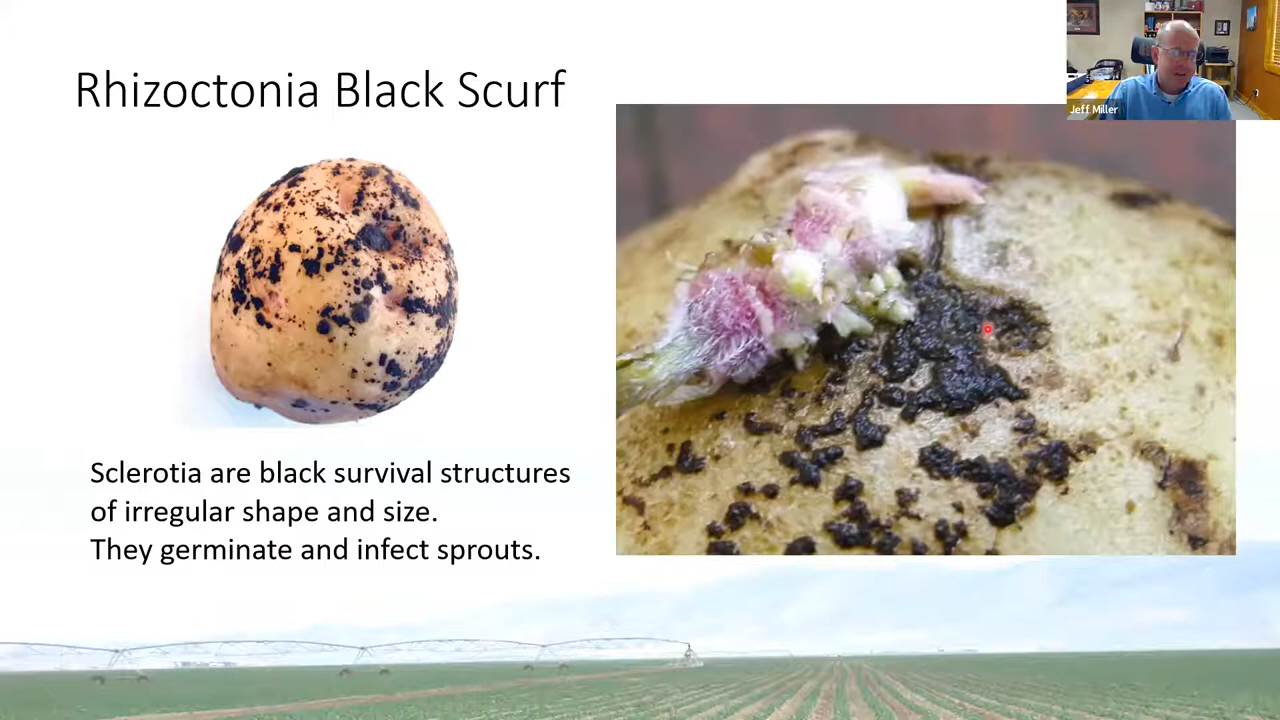 Rhizoctonia Black Scurf
Jeff Miller
Sclerotia are black survival structures
of irregular shape and size.
They germinate and infect sprouts.